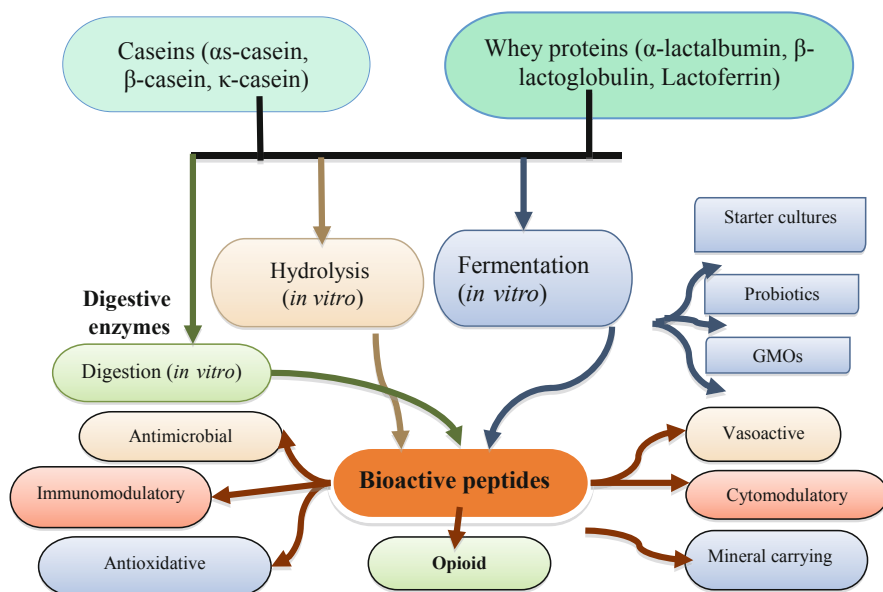 Caseins (αs-casein,
β-casein, κ-casein)
Whey proteins (α-lactalbumin, β-
lactoglobulin, Lactoferrin)
Starter cultures
Hydrolysis
(in vitro)
Fermentation
(in vitro)
Probiotics
Digestive
enzymes
GMOs
Digestion (in vitro)
Antimicrobial
Vasoactive
Bioactive peptides
Immunomodulatory
Cytomodulatory
Antioxidative
Opioid
Mineral carrying